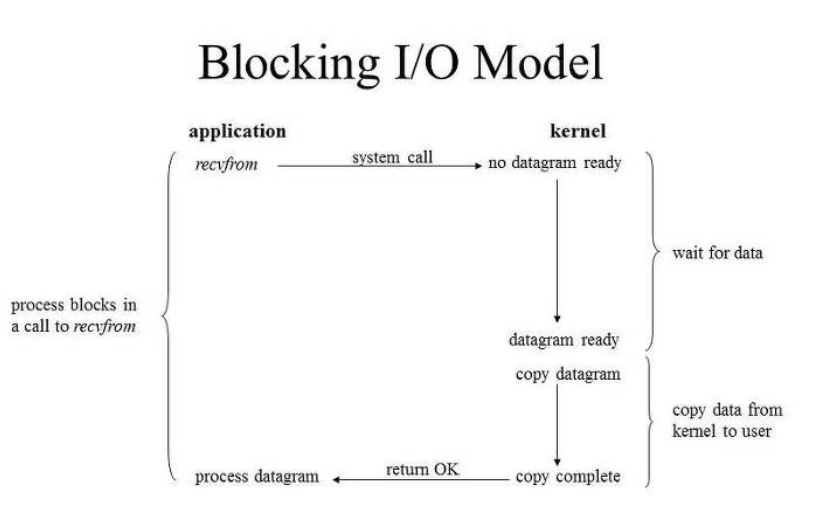 Blocking I/O Model
application
kernel
recvfrom
system call
no datagram ready
wait for data
process blocks in
a call to recvfrom
datagram ready
copy datagram
copy data from
kernel to user
process datagram
return OK
copy complete